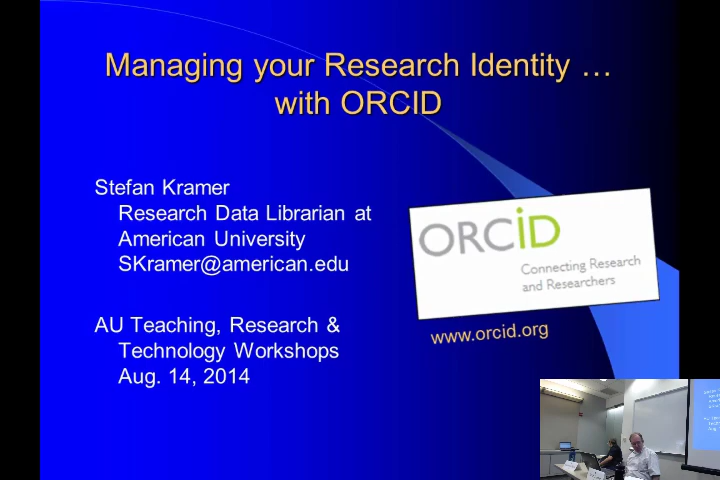 Managing your Research Identity …
with ORCID
Stefan Kramer
Research Data Librarian at
American University
SKramer@american.edu
ORCiD
Connecting Research
and Researchers
www.orcid.org
AU Teaching, Research &
Technology Workshops
Aug. 14, 2014